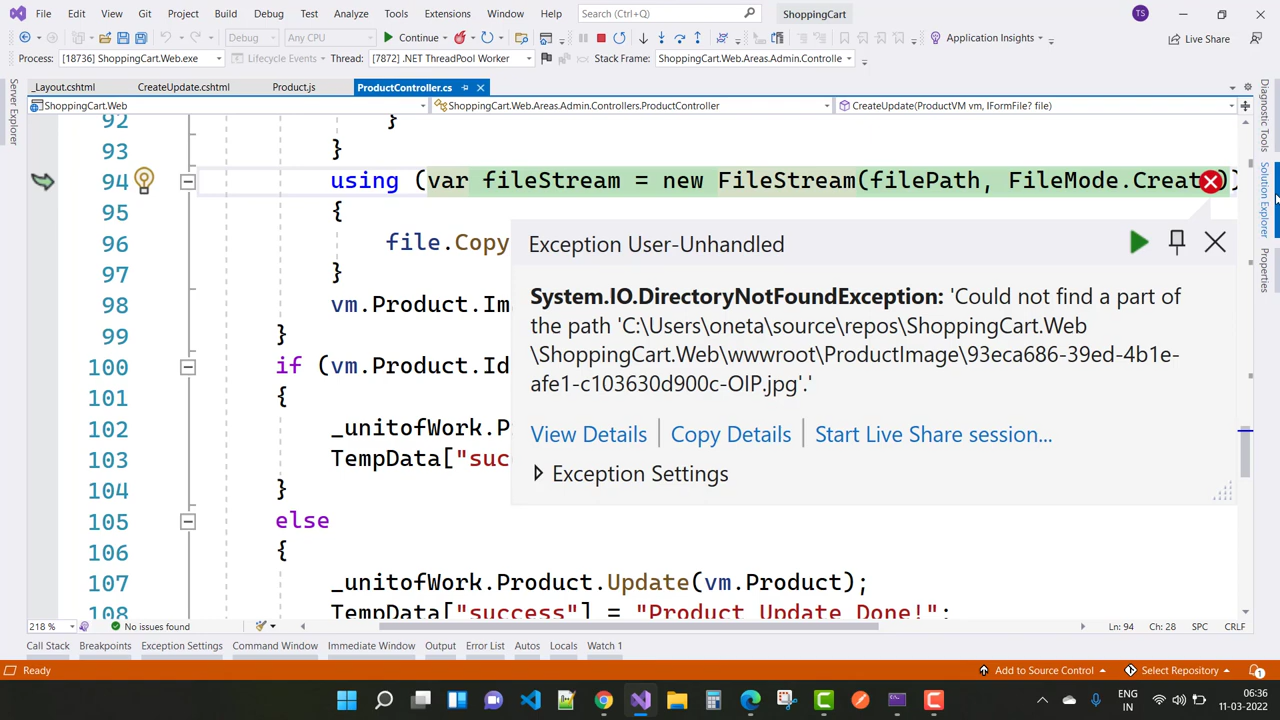 File Edit View Git Project Build Debug Test Analyze Tools Extensions Window Help Search (Ctrl+Q) ShoppingCart TS
Debug Any CPU Continue Application Insights Live Share
Process: [18736] ShoppingCart.Web.exe Lifecycle Events Thread: [7872] .NET ThreadPool Worker Stack Frame: ShoppingCart.Web.Areas.Admin.Controlle
_Layout.cshtml CreateUpdate.cshtml Product.js ProductController.cs
ShoppingCart.Web ShoppingCart.Web.Areas.Admin.Controllers.ProductController CreateUpdate(ProductVM vm, IFormFile? file)
Server Explorer
Diagnostic Tools
Solution Explorer
Properties
92 }
93 }
94 using (var fileStream = new FileStream(filePath, FileMode.Creat
95 {
96 file.Copy
97 }
98 vm.Product.Im
99 }
100 if (vm.Product.Id
101 {
102 _unitofWork.P
103 TempData["suc
104 }
105 else
106 {
107 _unitofWork.Product.Update(vm.Product);
108 TempData["success"] = "Product Update Done!";
Exception User-Unhandled
System.IO.DirectoryNotFoundException: 'Could not find a part of
the path 'C:\Users\oneta\source\repos\ShoppingCart.Web
\ShoppingCart.Web\wwwroot\ProductImage\93eca686-39ed-4b1e-
afe1-c103630d900c-OIP.jpg'.'
View Details | Copy Details | Start Live Share session...
Exception Settings
218 % No issues found Ln: 94 Ch: 28 SPC CRLF
Call Stack Breakpoints Exception Settings Command Window Immediate Window Output Error List Autos Locals Watch 1
Ready Add to Source Control Select Repository 1
ENG
IN
06:36
11-03-2022